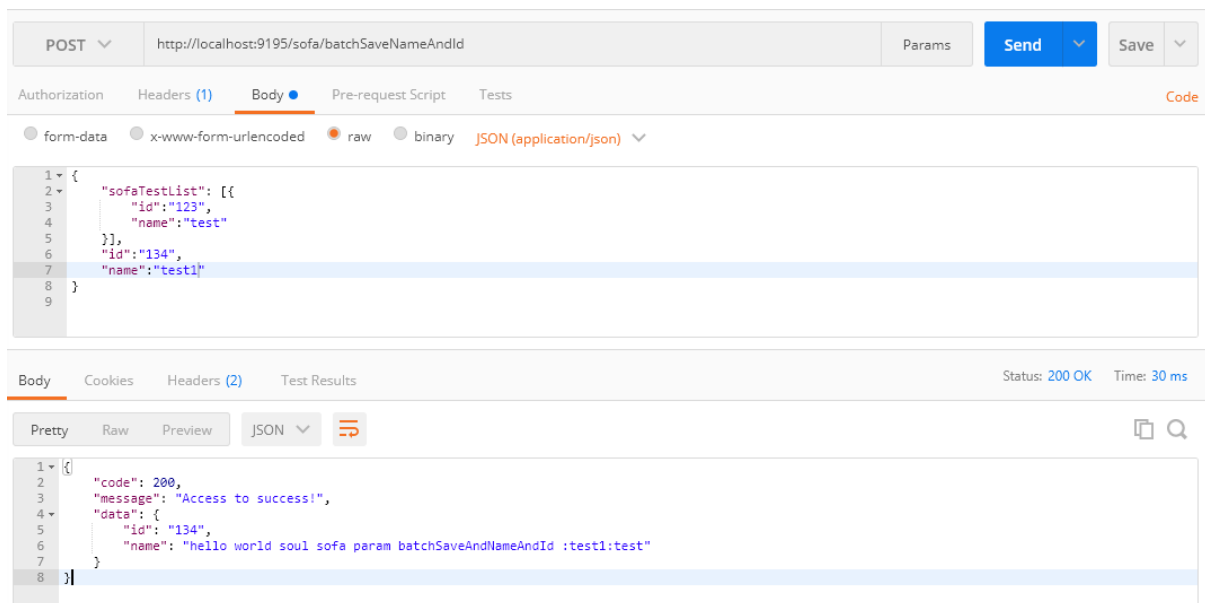 POST http://localhost:9195/sofa/batchSaveNameAndId Params Send Save
Authorization Headers (1) Body Pre-request Script Tests Code
form-data x-www-form-urlencoded raw binary JSON (application/json)
1 {
2 "sofaTestList": [{
3 "id":"123",
4 "name":"test"
5 }],
6 "id":"134",
7 "name":"test1"
8 }
9
Body Cookies Headers (2) Test Results Status: 200 OK Time: 30 ms
Pretty Raw Preview JSON
1 {
2 "code": 200,
3 "message": "Access to success!",
4 "data": {
5 "id": "134",
6 "name": "hello world soul sofa param batchSaveAndNameAndId :test1:test"
7 }
8 }